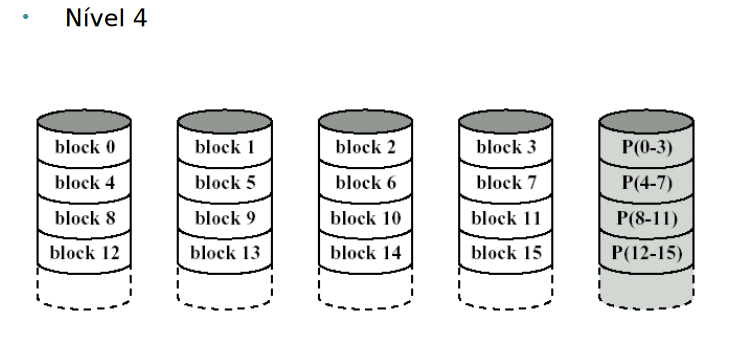 • Nível 4
block 0 block 1 block 2 block 3 P(0-3)
block 4 block 5 block 6 block 7 P(4-7)
block 8 block 9 block 10 block 11 P(8-11)
block 12 block 13 block 14 block 15 P(12-15)